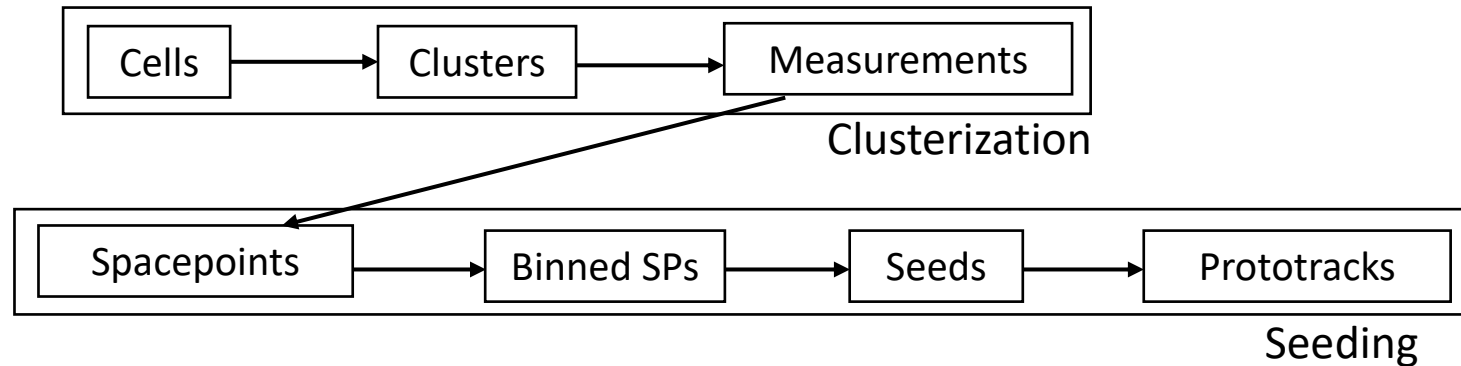 Cells
Clusters
Measurements
Clusterization
Spacepoints
Binned SPs
Seeds
Prototracks
Seeding